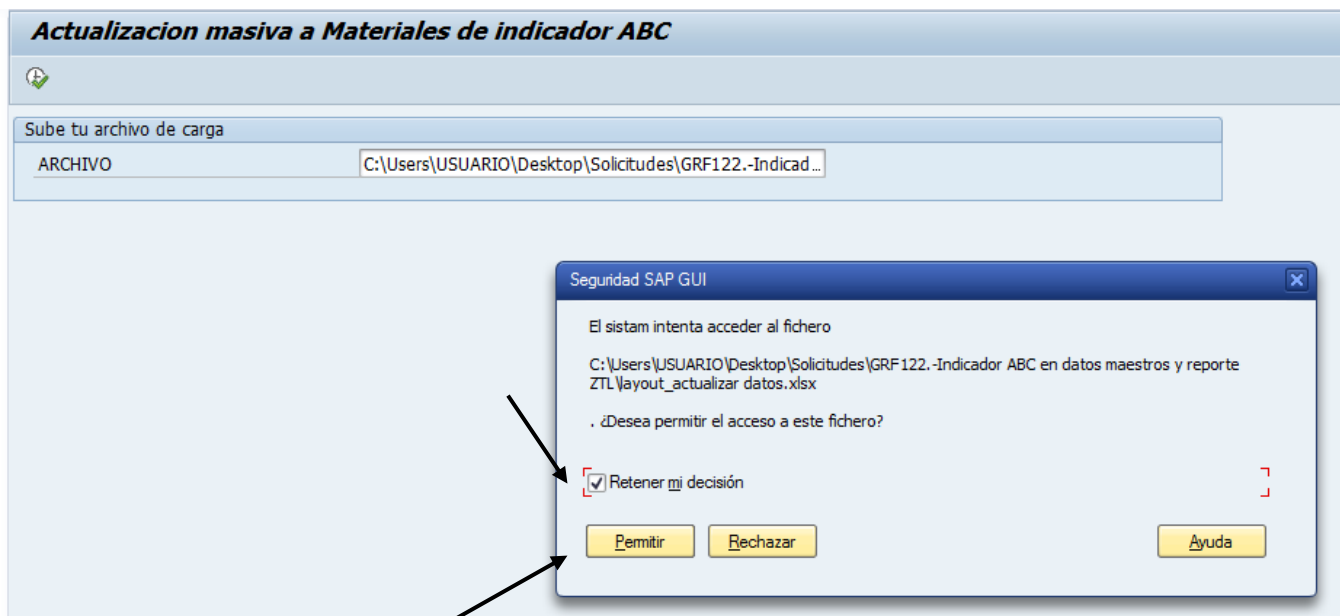 Actualizacion masiva a Materiales de indicador ABC
Sube tu archivo de carga
ARCHIVO C:\Users\USUARIO\Desktop\Solicitudes\GRF122.-Indicad...
Seguridad SAP GUI
El sistam intenta acceder al fichero
C:\Users\USUARIO\Desktop\Solicitudes\GRF122.-Indicador ABC en datos maestros y reporte
ZTL\layout_actualizar datos.xlsx
. ¿Desea permitir el acceso a este fichero?
Retener mi decisión
Permitir Rechazar Ayuda